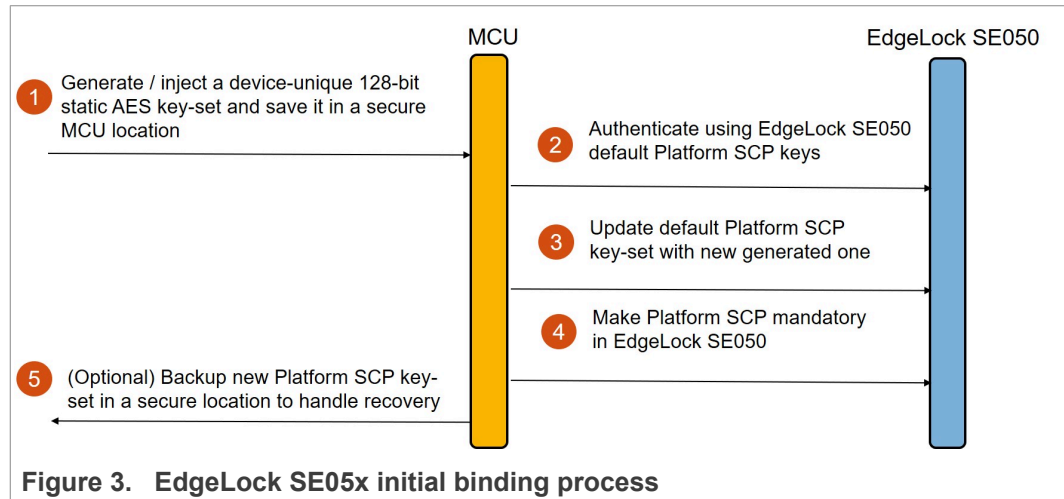 MCU
EdgeLock SE050
1
Generate / inject a device-unique 128-bit
static AES key-set and save it in a secure
MCU location
2
Authenticate using EdgeLock SE050
default Platform SCP keys
3
Update default Platform SCP
key-set with new generated one
4
Make Platform SCP mandatory
in EdgeLock SE050
5
(Optional) Backup new Platform SCP key-
set in a secure location to handle recovery
Figure 3. EdgeLock SE05x initial binding process